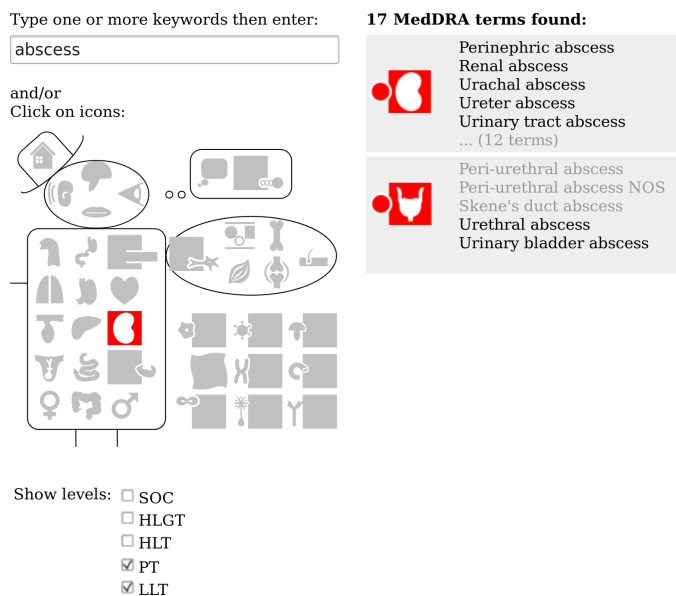 Type one or more keywords then enter:
abscess
and/or
Click on icons:
17 MedDRA terms found:
Perinephric abscess
Renal abscess
Urachal abscess
Ureter abscess
Urinary tract abscess
... (12 terms)
Peri-urethral abscess
Peri-urethral abscess NOS
Skene's duct abscess
Urethral abscess
Urinary bladder abscess
Show levels:
SOC
HLGT
HLT
PT
LLT